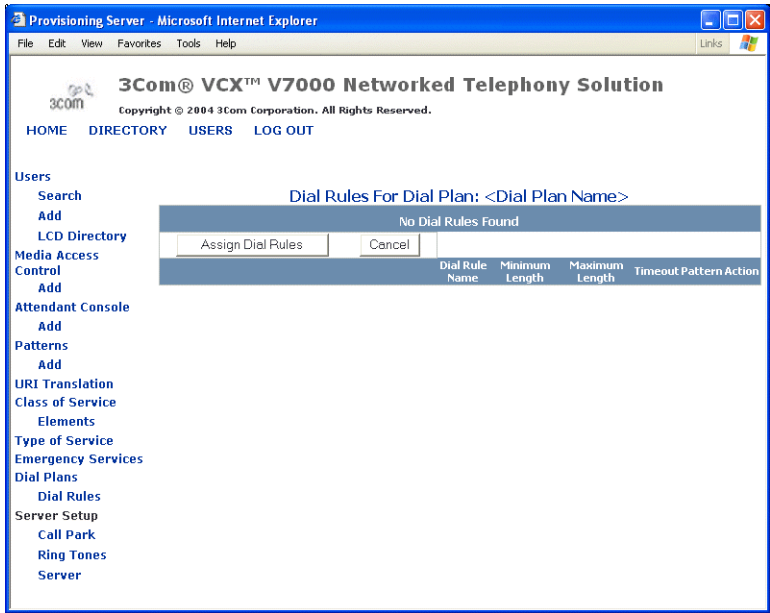 Provisioning Server - Microsoft Internet Explorer
File Edit View Favorites Tools Help Links
3Com
3Com® VCX™ V7000 Networked Telephony Solution
Copyright © 2004 3Com Corporation. All Rights Reserved.
HOME DIRECTORY USERS LOG OUT
Users
Search
Add
LCD Directory
Media Access
Control
Add
Attendant Console
Add
Patterns
Add
URI Translation
Class of Service
Elements
Type of Service
Emergency Services
Dial Plans
Dial Rules
Server Setup
Call Park
Ring Tones
Server
Dial Rules For Dial Plan: <Dial Plan Name>
No Dial Rules Found
Assign Dial Rules Cancel
Dial Rule Name Minimum Length Maximum Length Timeout Pattern Action